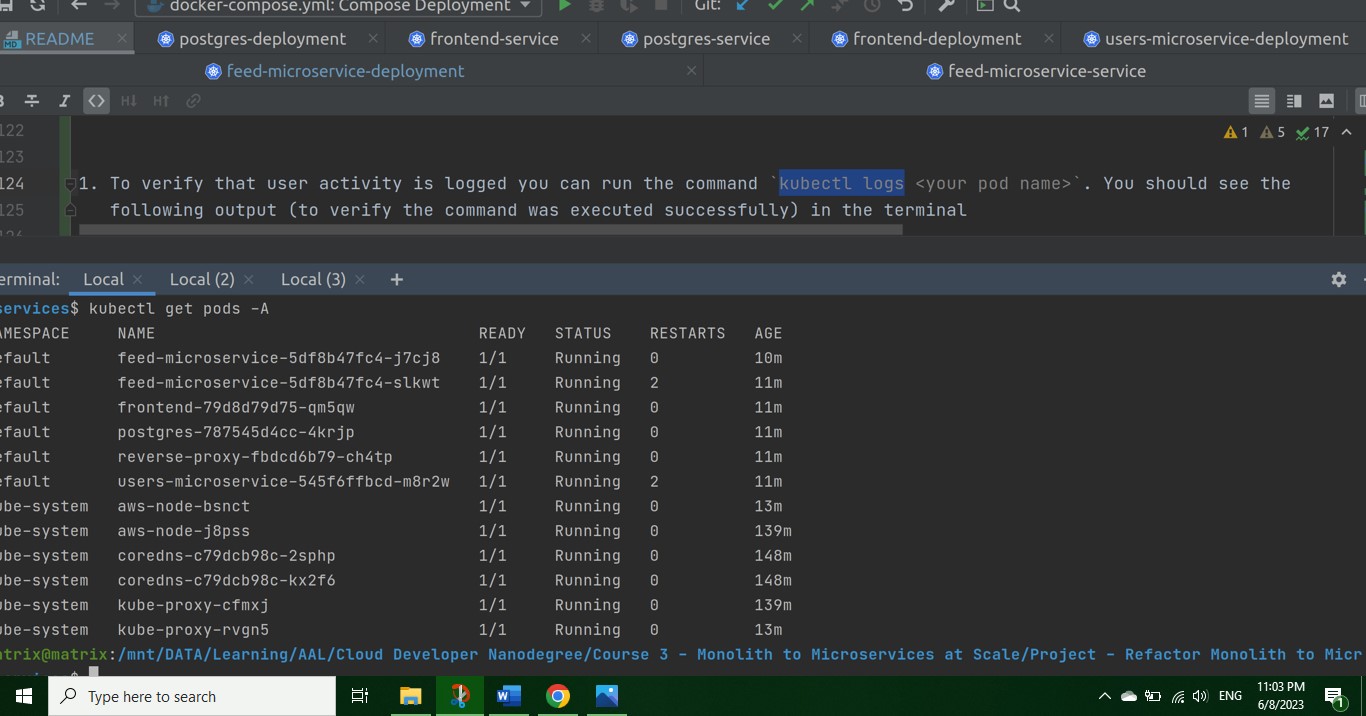 docker-compose.yml: Compose Deployment Git:
README postgres-deployment frontend-service postgres-service frontend-deployment users-microservice-deployment
feed-microservice-deployment feed-microservice-service
122
123
1 5 17
124 1. To verify that user activity is logged you can run the command `kubectl logs <your pod name>`. You should see the
125 following output (to verify the command was executed successfully) in the terminal
126
erminal: Local Local (2) Local (3) +
services$ kubectl get pods -A
AMESPACE NAME READY STATUS RESTARTS AGE
efault feed-microservice-5df8b47fc4-j7cj8 1/1 Running 0 10m
efault feed-microservice-5df8b47fc4-slkwt 1/1 Running 2 11m
efault frontend-79d8d79d75-qm5qw 1/1 Running 0 11m
efault postgres-787545d4cc-4krjp 1/1 Running 0 11m
efault reverse-proxy-fbdcd6b79-ch4tp 1/1 Running 0 11m
efault users-microservice-545f6ffbcd-m8r2w 1/1 Running 2 11m
ube-system aws-node-bsnct 1/1 Running 0 13m
ube-system aws-node-j8pss 1/1 Running 0 139m
ube-system coredns-c79dcb98c-2sphp 1/1 Running 0 148m
ube-system coredns-c79dcb98c-kx2f6 1/1 Running 0 148m
ube-system kube-proxy-cfmxj 1/1 Running 0 139m
ube-system kube-proxy-rvgn5 1/1 Running 0 13m
atrix@matrix:/mnt/DATA/Learning/AAL/Cloud Developer Nanodegree/Course 3 - Monolith to Microservices at Scale/Project - Refactor Monolith to Micr
Type here to search ENG 11:03 PM
6/8/2023 1